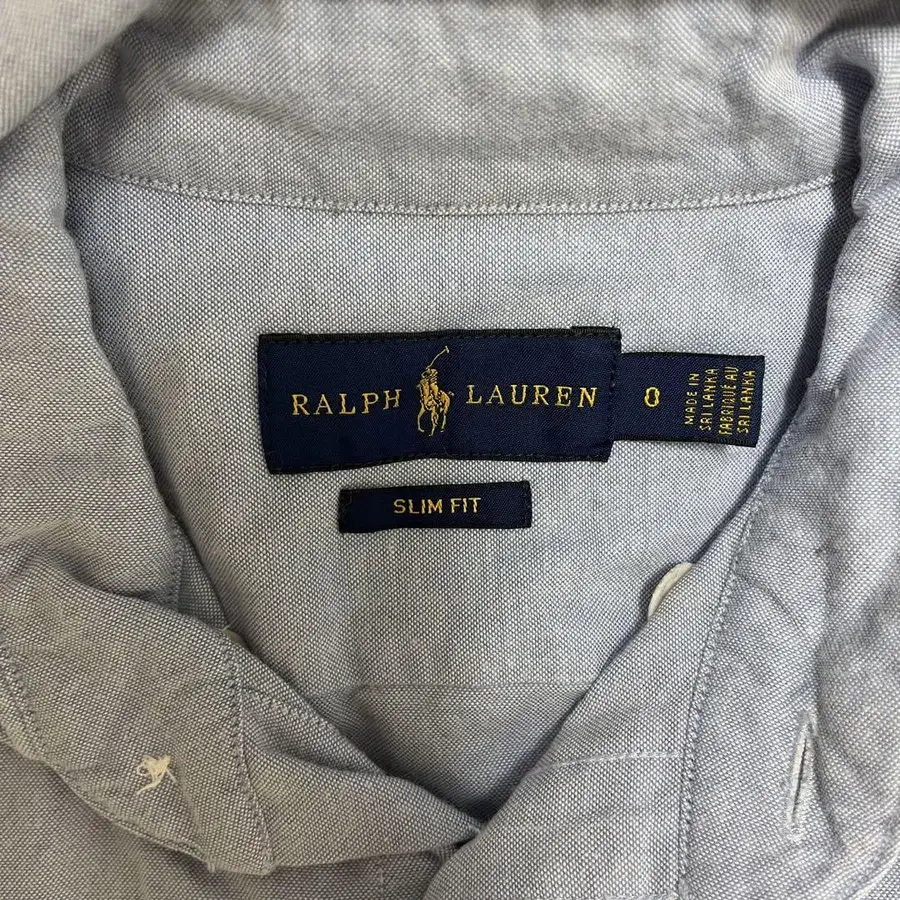 RALPH LAUREN
0
MADE IN
SRI LANKA
FABRIQUÉ AU
SRI LANKA
SLIM FIT